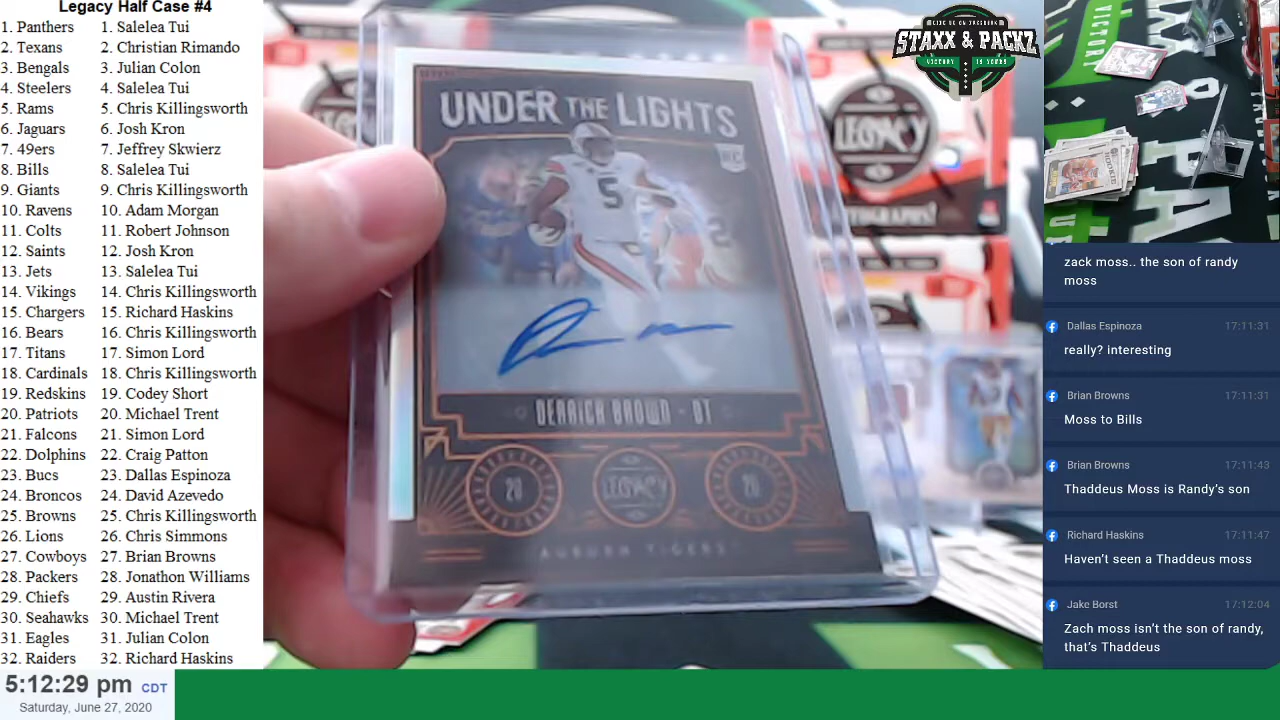 Legacy Half Case #4
1. Panthers 1. Salelea Tui
2. Texans 2. Christian Rimando
3. Bengals 3. Julian Colon
4. Steelers 4. Salelea Tui
5. Rams 5. Chris Killingsworth
6. Jaguars 6. Josh Kron
7. 49ers 7. Jeffrey Skwierz
8. Bills 8. Salelea Tui
9. Giants 9. Chris Killingsworth
10. Ravens 10. Adam Morgan
11. Colts 11. Robert Johnson
12. Saints 12. Josh Kron
13. Jets 13. Salelea Tui
14. Vikings 14. Chris Killingsworth
15. Chargers 15. Richard Haskins
16. Bears 16. Chris Killingsworth
17. Titans 17. Simon Lord
18. Cardinals 18. Chris Killingsworth
19. Redskins 19. Codey Short
20. Patriots 20. Michael Trent
21. Falcons 21. Simon Lord
22. Dolphins 22. Craig Patton
23. Bucs 23. Dallas Espinoza
24. Broncos 24. David Azevedo
25. Browns 25. Chris Killingsworth
26. Lions 26. Chris Simmons
27. Cowboys 27. Brian Browns
28. Packers 28. Jonathon Williams
29. Chiefs 29. Austin Rivera
30. Seahawks 30. Michael Trent
31. Eagles 31. Julian Colon
32. Raiders 32. Richard Haskins
5:12:29 pm CDT
Saturday, June 27, 2020
UNDER THE LIGHTS
RC
5
DERRICK BROWN - DT
20 LEGACY 20
AUBURN TIGERS
LEGACY
STAXX & PACKZ
VICTORY IS YOURS
VICTORY
zack moss.. the son of randy
moss
Dallas Espinoza 17:11:31
really? interesting
Brian Browns 17:11:31
Moss to Bills
Brian Browns 17:11:43
Thaddeus Moss is Randy's son
Richard Haskins 17:11:47
Haven't seen a Thaddeus moss
Jake Borst 17:12:04
Zach moss isn't the son of randy,
that's Thaddeus